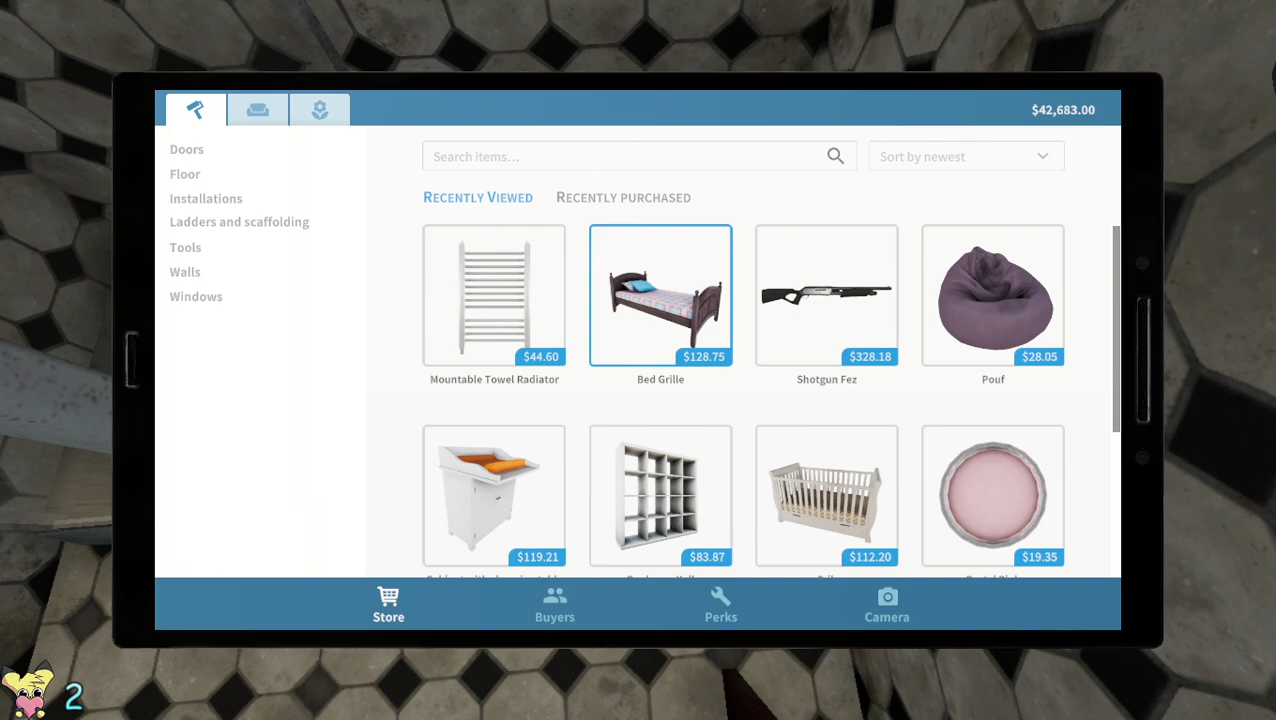 $42,683.00
Doors
Floor
Installations
Ladders and scaffolding
Tools
Walls
Windows
Search items...
Sort by newest
RECENTLY VIEWED
RECENTLY PURCHASED
$44.60
$128.75
$328.18
$28.05
Mountable Towel Radiator
Bed Grille
Shotgun Fez
Pouf
$119.21
$83.87
$112.20
$19.35
Store
Buyers
Perks
Camera
2